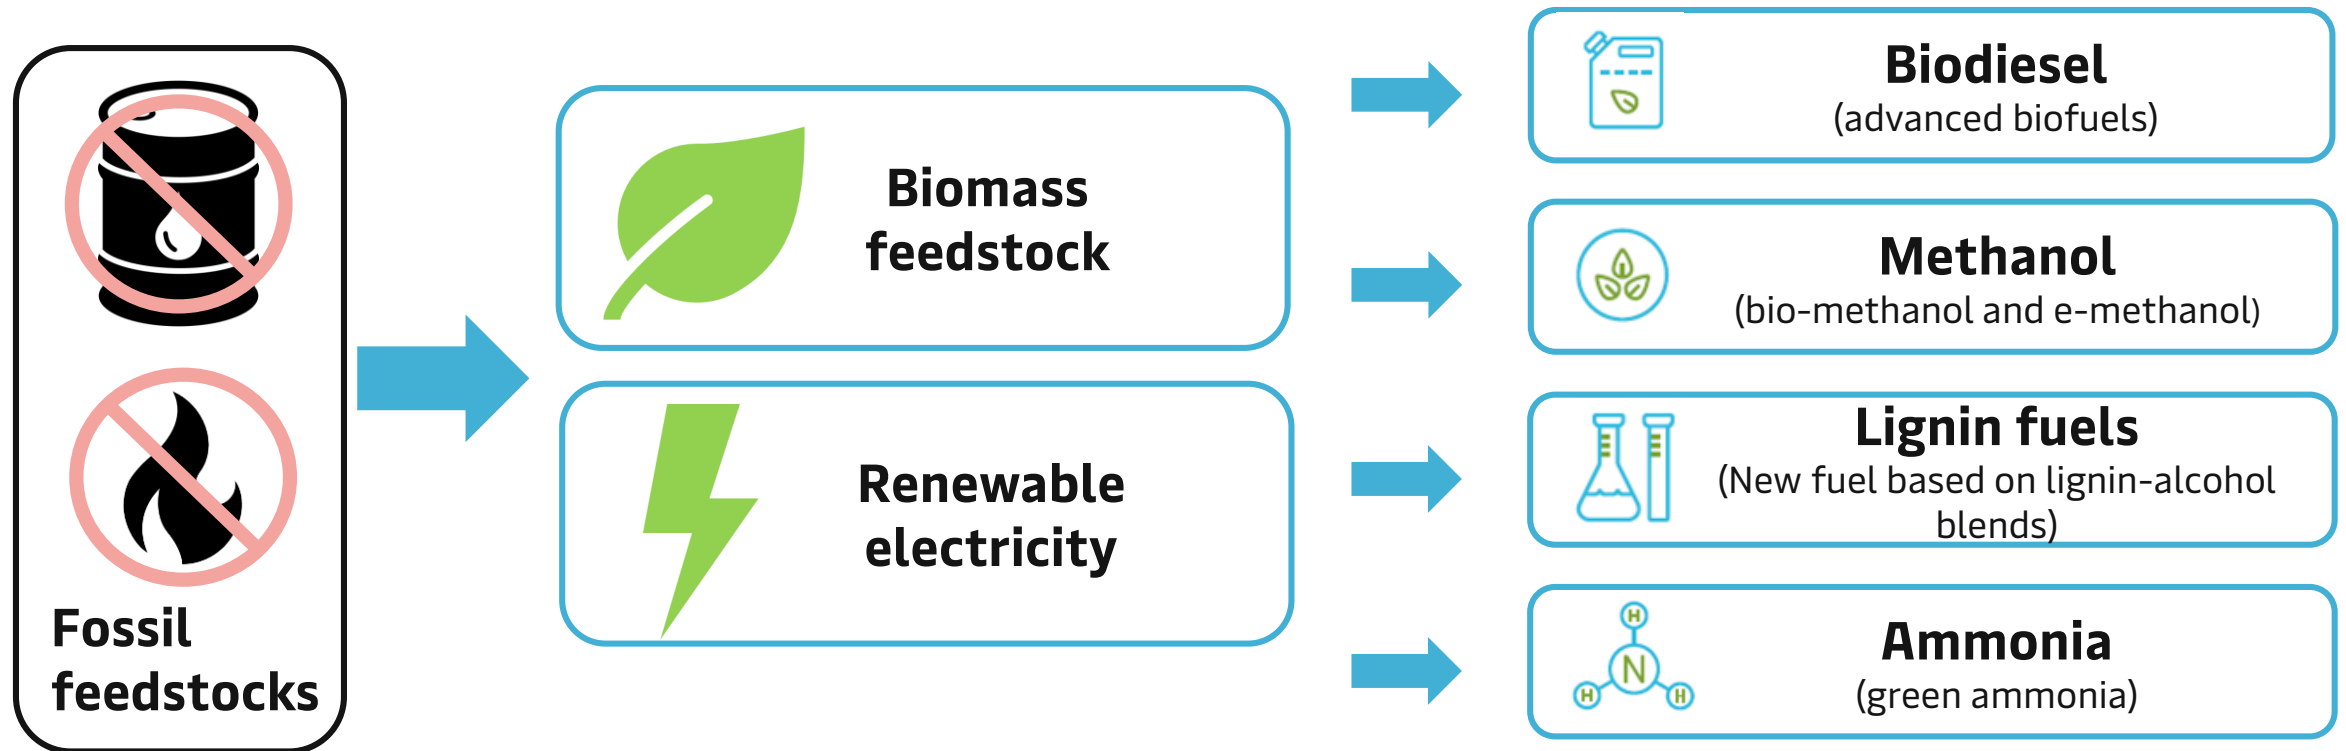 Fossil
feedstocks
Biomass
feedstock
Renewable
electricity
Biodiesel
(advanced biofuels)
Methanol
(bio-methanol and e-methanol)
Lignin fuels
(New fuel based on lignin-alcohol
blends)
H
N
H
H
Ammonia
(green ammonia)